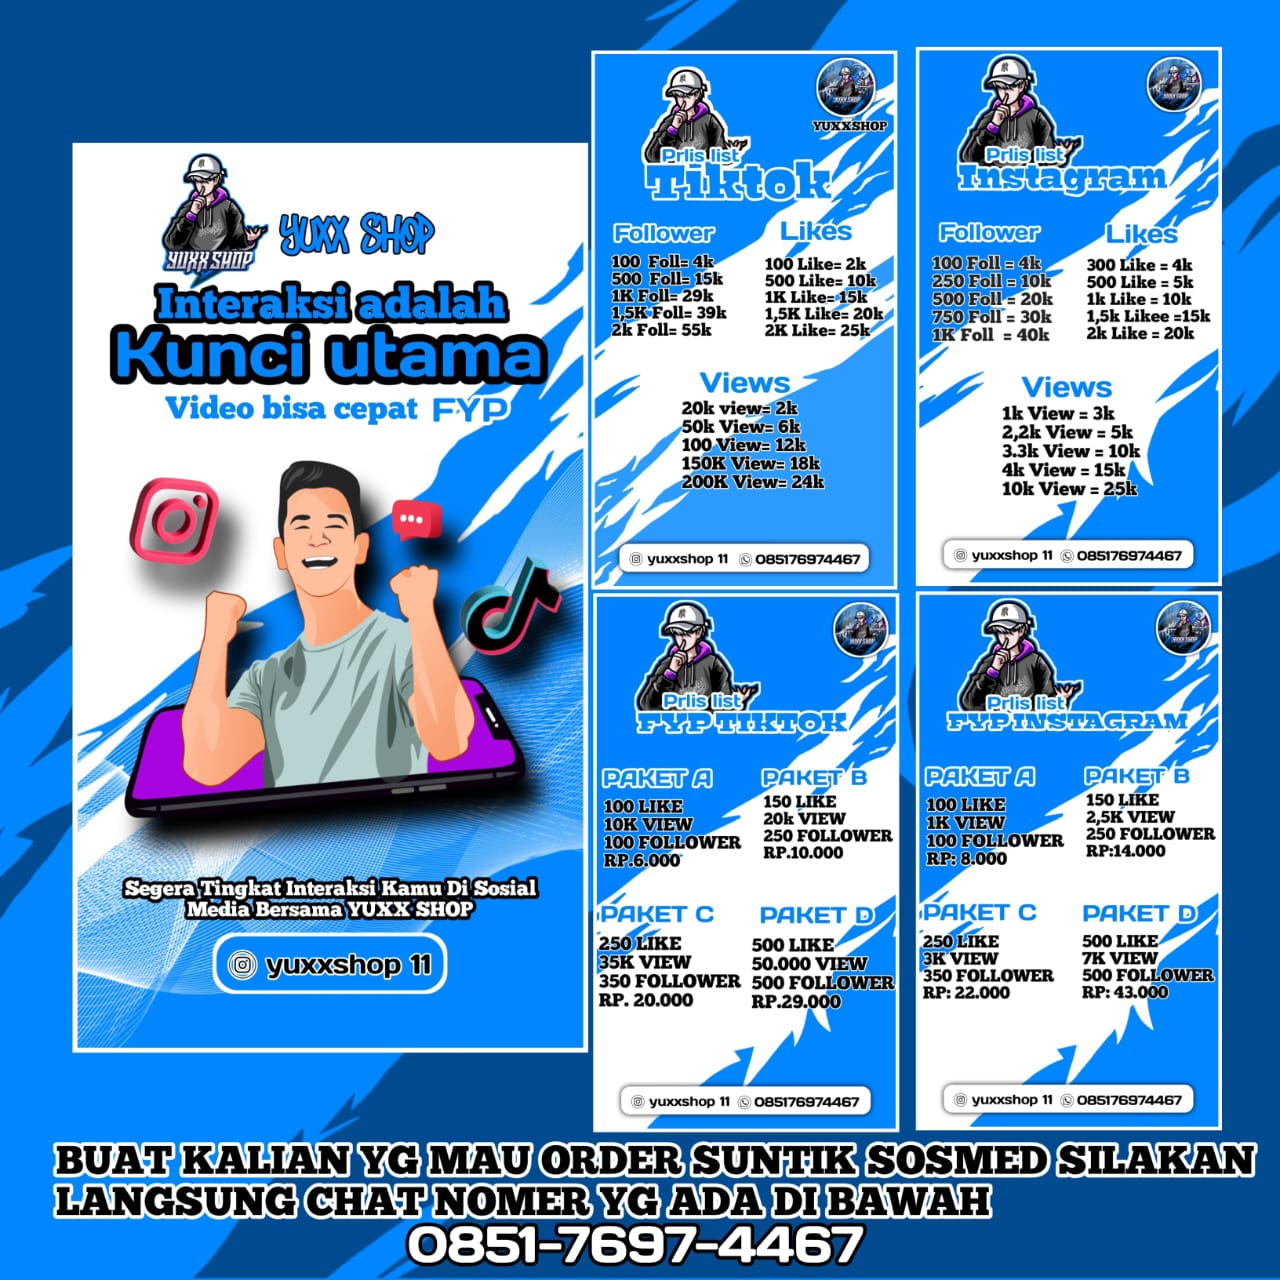 YUXX SHOP
YUXX SHOP
Interaksi adalah
Kunci utama
Video bisa cepat FYP
Segera Tingkat Interaksi Kamu Di Sosial
Media Bersama YUXX SHOP
yuxxshop 11
YUXX SHOP
YUXXSHOP
Prlis list
Tiktok
Follower
100 Foll= 4k
500 Foll= 15k
1K Foll= 29k
1,5K Foll= 39k
2k Foll= 55k
Likes
100 Like= 2k
500 Like= 10k
1K Like= 15k
1,5K Like= 20k
2K Like= 25k
Views
20k view= 2k
50k View= 6k
100 View= 12k
150K View= 18k
200K View= 24k
yuxxshop 11 085176974467
YUXX SHOP
Prlis list
Instagram
Follower
100 Foll = 4k
250 Foll = 10k
500 Foll = 20k
750 Foll = 30k
1K Foll = 40k
Likes
300 Like = 4k
500 Like = 5k
1k Like = 10k
1,5k Likee =15k
2k Like = 20k
Views
1k View = 3k
2,2k View = 5k
3.3k View = 10k
4k View = 15k
10k View = 25k
yuxxshop 11 085176974467
YUXX SHOP
Prlis list
FYP TIKTOK
PAKET A
100 LIKE
10K VIEW
100 FOLLOWER
RP.6.000
PAKET B
150 LIKE
20k VIEW
250 FOLLOWER
RP.10.000
PAKET C
250 LIKE
35K VIEW
350 FOLLOWER
RP. 20.000
PAKET D
500 LIKE
50.000 VIEW
500 FOLLOWER
RP.29.000
yuxxshop 11 085176974467
YUXX SHOP
Prlis list
FYP INSTAGRAM
PAKET A
100 LIKE
1K VIEW
100 FOLLOWER
RP: 8.000
PAKET B
150 LIKE
2,5K VIEW
250 FOLLOWER
RP:14.000
PAKET C
250 LIKE
3K VIEW
350 FOLLOWER
RP: 22.000
PAKET D
500 LIKE
7K VIEW
500 FOLLOWER
RP: 43.000
yuxxshop 11 085176974467
BUAT KALIAN YG MAU ORDER SUNTIK SOSMED SILAKAN
LANGSUNG CHAT NOMER YG ADA DI BAWAH
0851-7697-4467